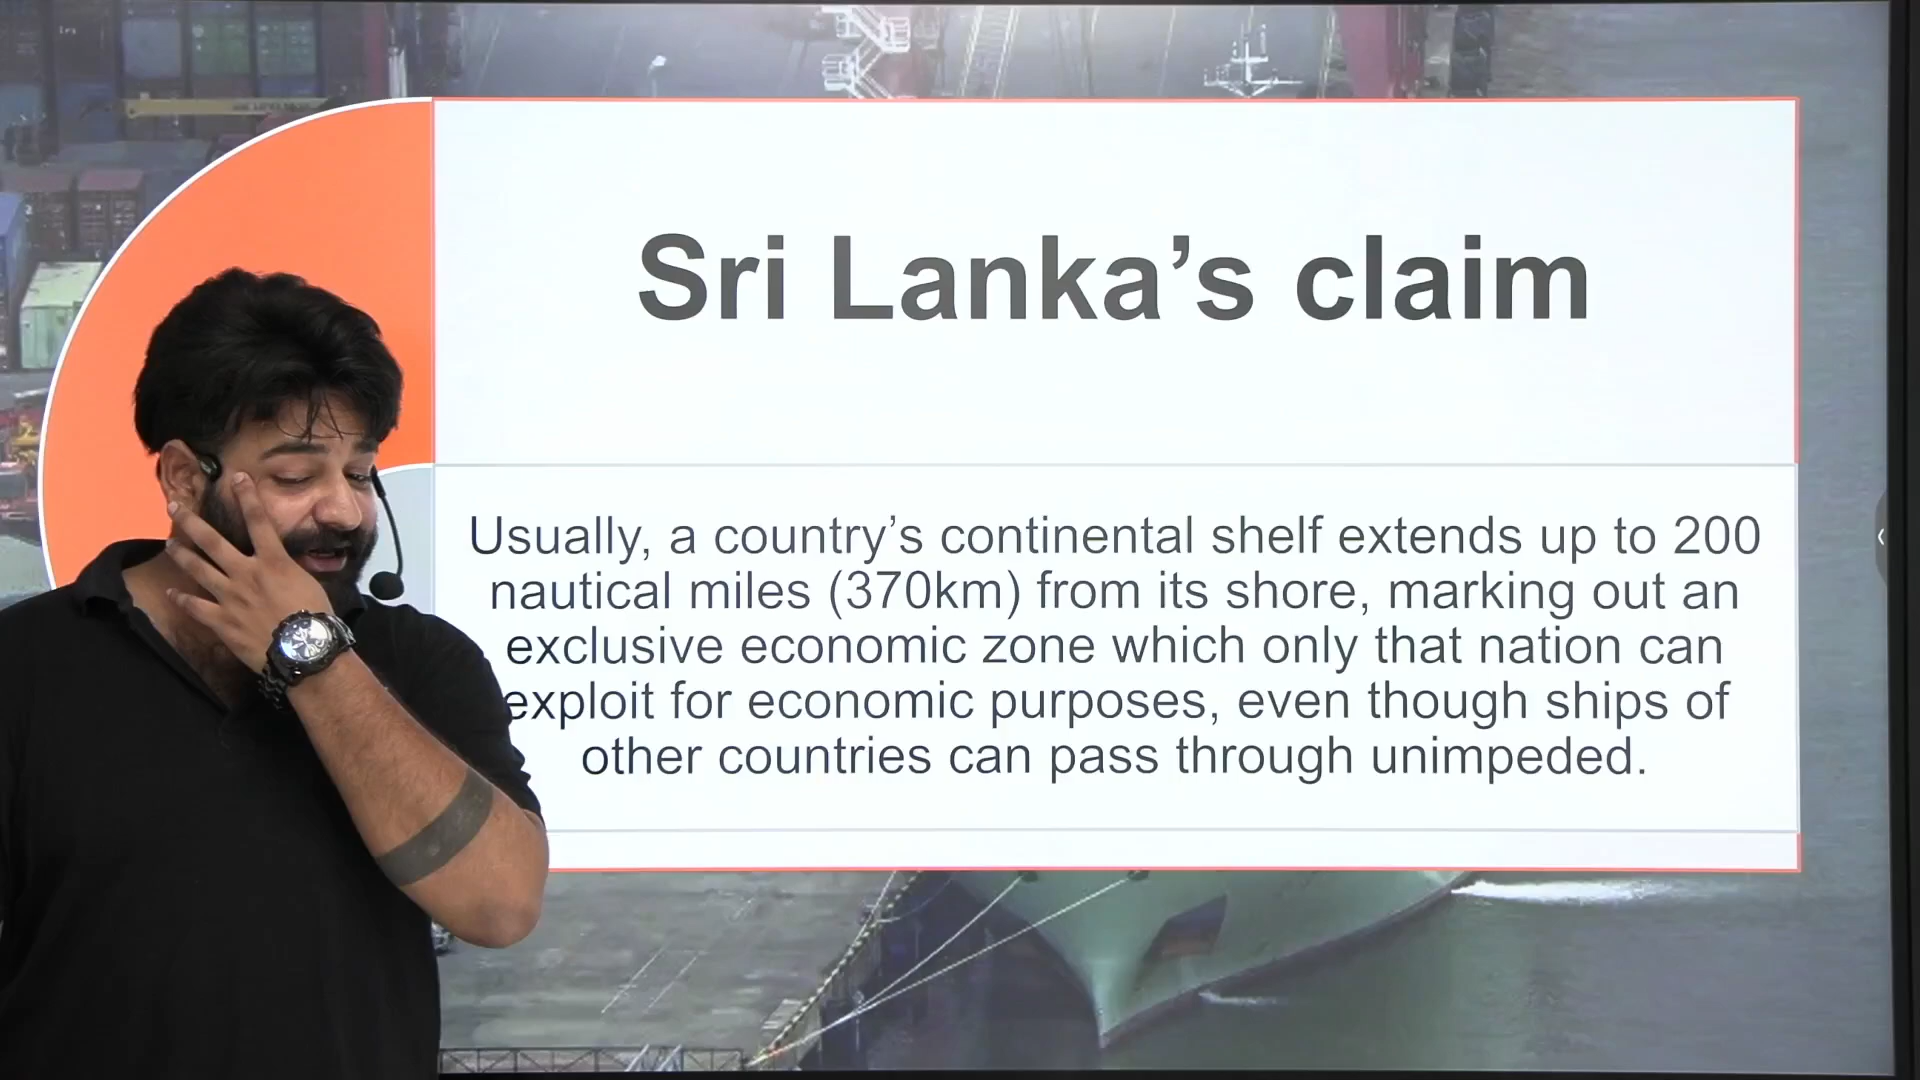 Sri Lanka’s claim
Usually, a country’s continental shelf extends up to 200
nautical miles (370km) from its shore, marking out an
exclusive economic zone which only that nation can
exploit for economic purposes, even though ships of
other countries can pass through unimpeded.